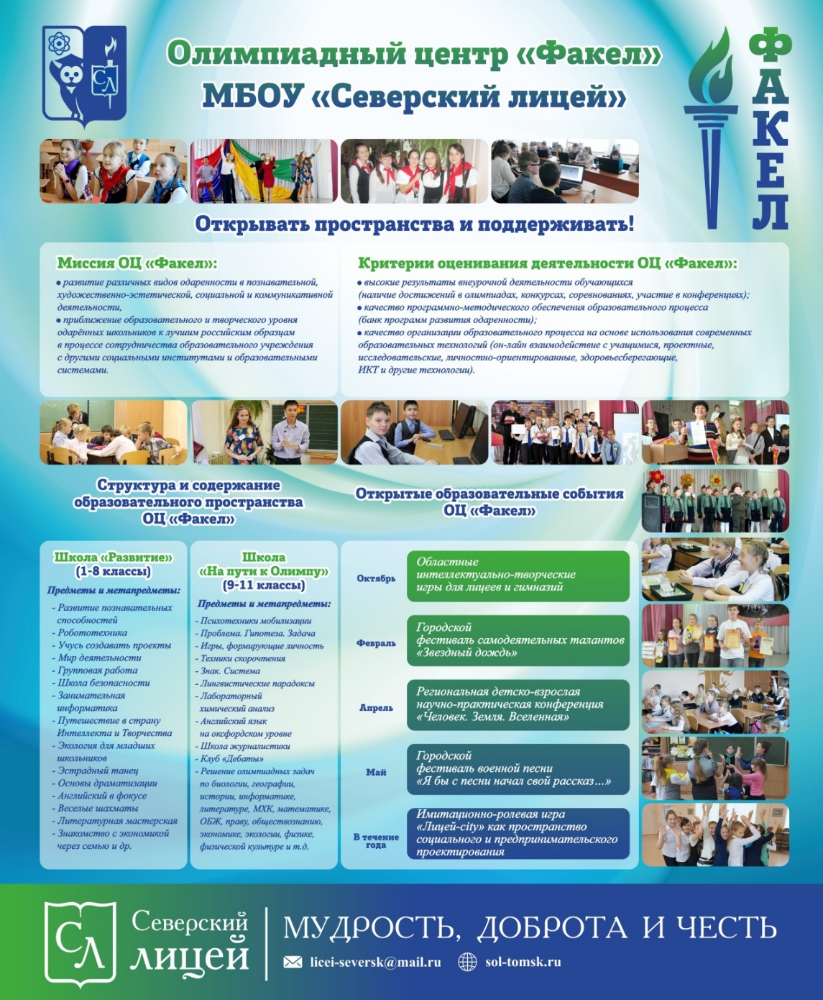 Олимпиадный центр «Факел»
МБОУ «Северский лицей»
СЛ
ФАКЕЛ
Открывать пространства и поддерживать!
Миссия ОЦ «Факел»:
• развитие различных видов одаренности в познавательной,
художественно-эстетической, социальной и коммуникативной
деятельности,
• приближение образовательного и творческого уровня
одарённых школьников к лучшим российским образцам
в процессе сотрудничества образовательного учреждения
с другими социальными институтами и образовательными
системами.
Критерии оценивания деятельности ОЦ «Факел»:
• высокие результаты внеурочной деятельности обучающихся
(наличие достижений в олимпиадах, конкурсах, соревнованиях, участие в конференциях);
• качество программно-методического обеспечения образовательного процесса
(банк программ развития одаренности);
• качество организации образовательного процесса на основе использования современных
образовательных технологий (он-лайн взаимодействие с учащимися, проектные,
исследовательские, личностно-ориентированные, здоровьесберегающие,
ИКТ и другие технологии).
Структура и содержание
образовательного пространства
ОЦ «Факел»
Школа «Развитие»
(1-8 классы)
Предметы и метапредметы:
- Развитие познавательных
способностей
- Робототехника
- Учусь создавать проекты
- Мир деятельности
- Групповая работа
- Школа безопасности
- Занимательная
информатика
- Путешествие в страну
Интеллекта и Творчества
- Экология для младших
школьников
- Эстрадный танец
- Основы драматизации
- Английский в фокусе
- Веселые шахматы
- Литературная мастерская
- Знакомство с экономикой
через семью и др.
Школа
«На пути к Олимпу»
(9-11 классы)
Предметы и метапредметы:
- Психотехники мобилизации
- Проблема. Гипотеза. Задача
- Игры, формирующие личность
- Техники скорочтения
- Знак. Система
- Лингвистические парадоксы
- Лабораторный
химический анализ
- Английский язык
на оксфордском уровне
- Школа журналистики
- Клуб «Дебаты»
- Решение олимпиадных задач
по биологии, географии,
истории, информатике,
литературе, МХК, математике,
ОБЖ, праву, обществознанию,
экономике, экологии, физике,
физической культуре и т.д.
Открытые образовательные события
ОЦ «Факел»
Октябрь
Областные
интеллектуально-творческие
игры для лицеев и гимназий
Февраль
Городской
фестиваль самодеятельных талантов
«Звездный дождь»
Апрель
Региональная детско-взрослая
научно-практическая конференция
«Человек. Земля. Вселенная»
Май
Городской
фестиваль военной песни
«Я бы с песни начал свой рассказ...»
В течение
года
Имитационно-ролевая игра
«Лицей-city» как пространство
социального и предпринимательского
проектирования
СЛ
Северский
лицей
МУДРОСТЬ, ДОБРОТА И ЧЕСТЬ
licei-seversk@mail.ru
sol-tomsk.ru